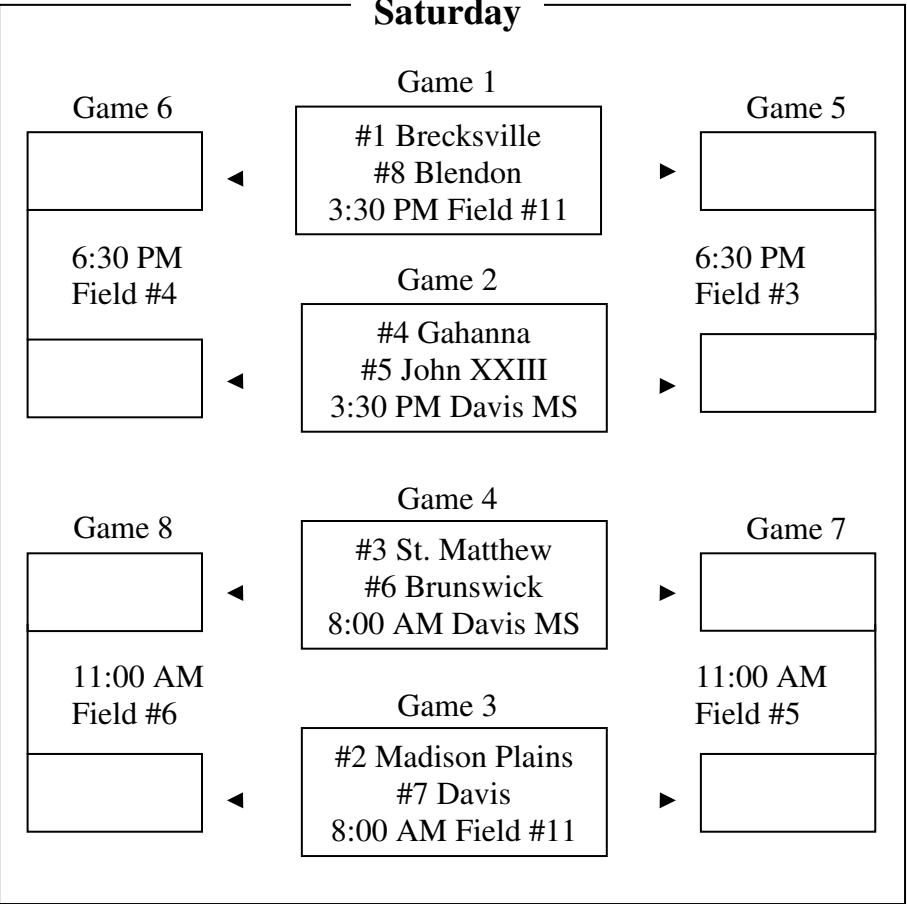 Saturday
Game 1
Game 6
Game 5
#1 Brecksville
#8 Blendon
3:30 PM Field #11
6:30 PM
Field #4
6:30 PM
Field #3
Game 2
#4 Gahanna
#5 John XXIII
3:30 PM Davis MS
Game 4
Game 8
Game 7
#3 St. Matthew
#6 Brunswick
8:00 AM Davis MS
11:00 AM
Field #6
11:00 AM
Field #5
Game 3
#2 Madison Plains
#7 Davis
8:00 AM Field #11